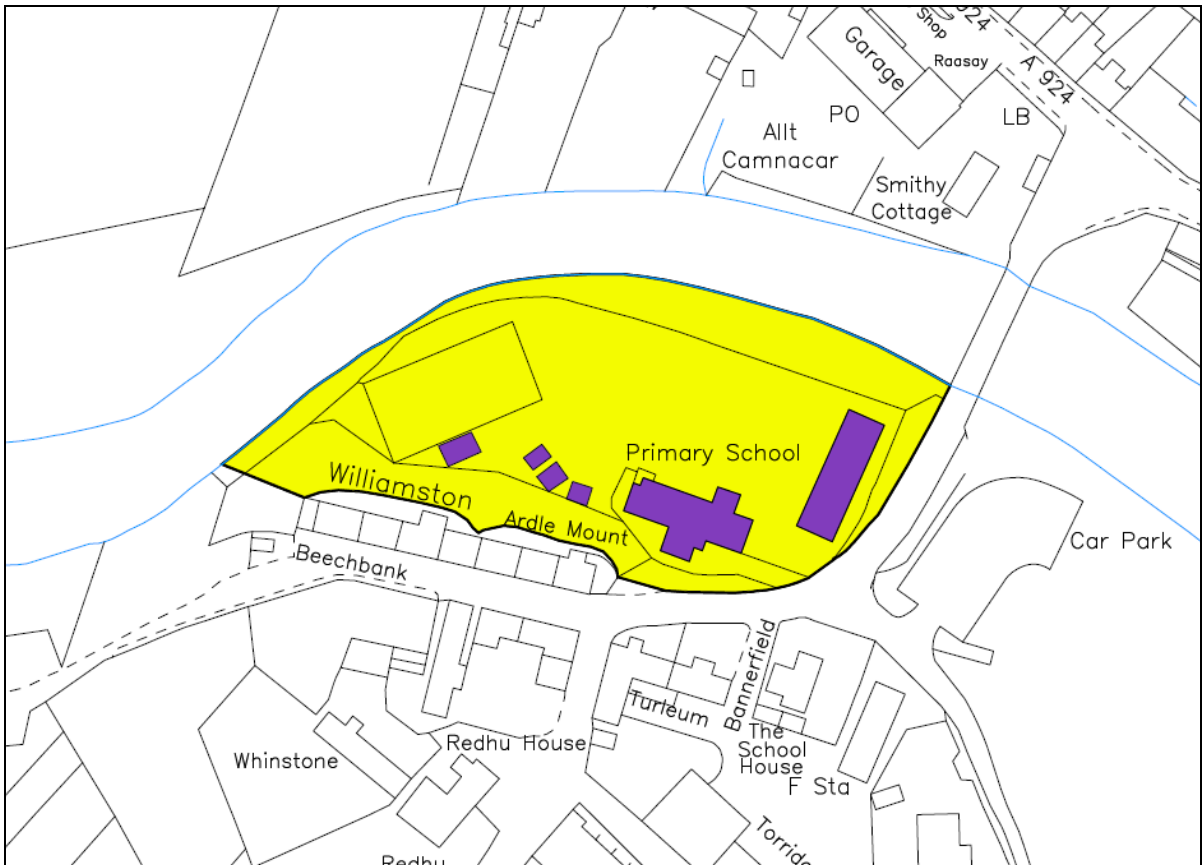 Shop
924
Garage
Raasay
A 924
PO
LB
Allt
Camnacar
Smithy
Cottage
Primary School
Williamston
Ardle Mount
Car Park
Beechbank
Bannerfield
Turleum
The
School
House
Redhu House
Whinstone
F Sta
Redhu